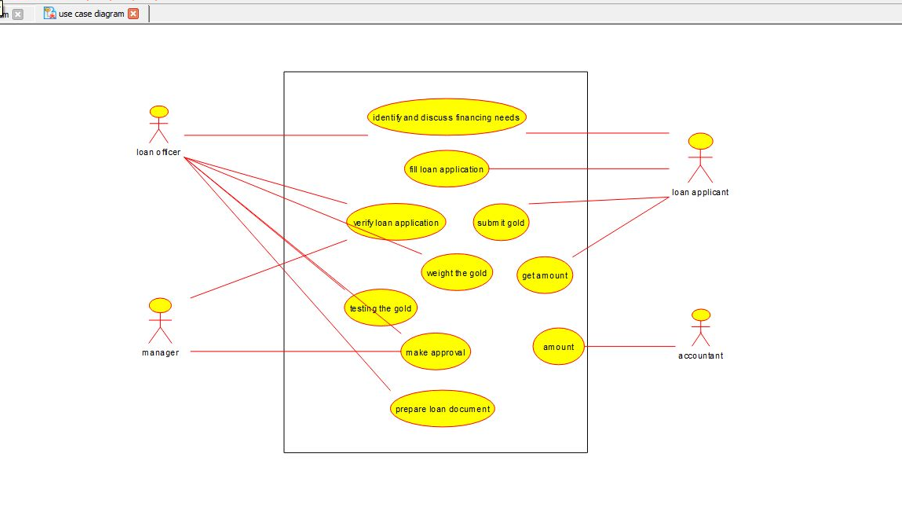 m
use case diagram
identify and discuss financing needs
loan officer
fill loan application
loan applicant
verify loan application
submit gold
weight the gold
get amount
testing the gold
manager
make approval
amount
accountant
prepare loan document